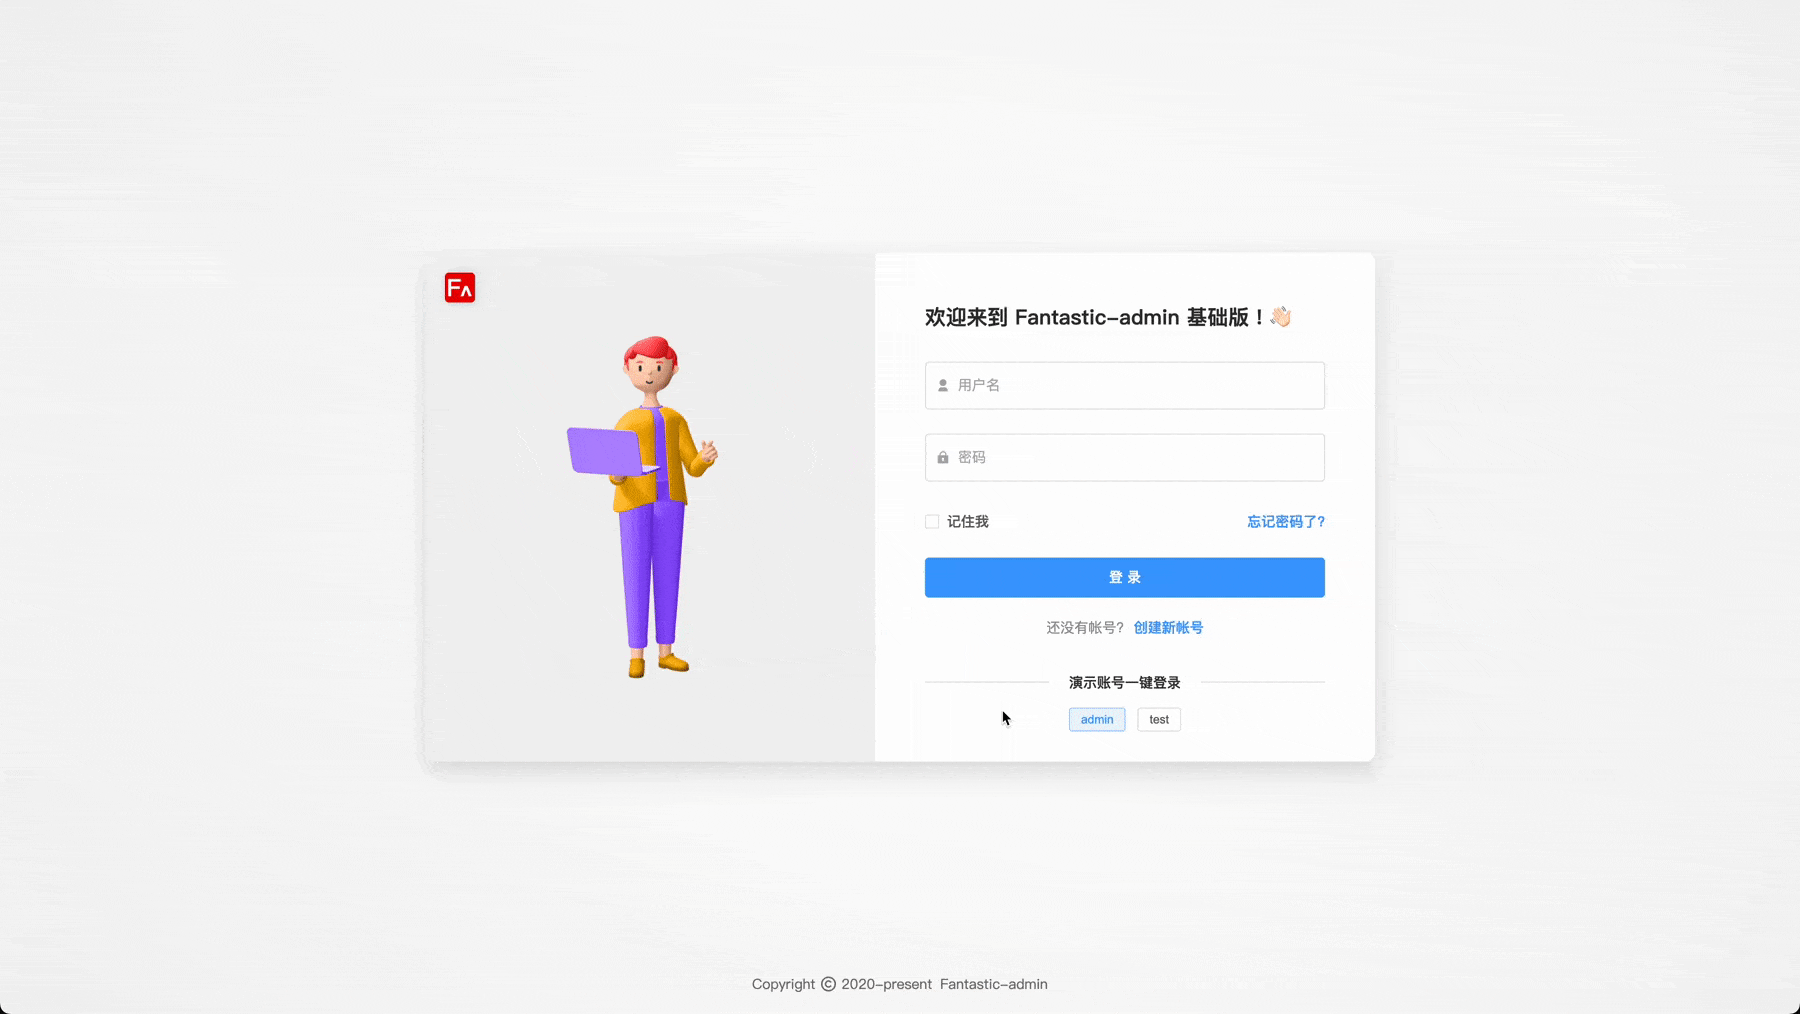 FA
欢迎来到 Fantastic-admin 基础版！👋🏻
用户名
密码
记住我 忘记密码了?
登 录
还没有帐号? 创建新帐号
演示账号一键登录
admin test
Copyright © 2020-present Fantastic-admin